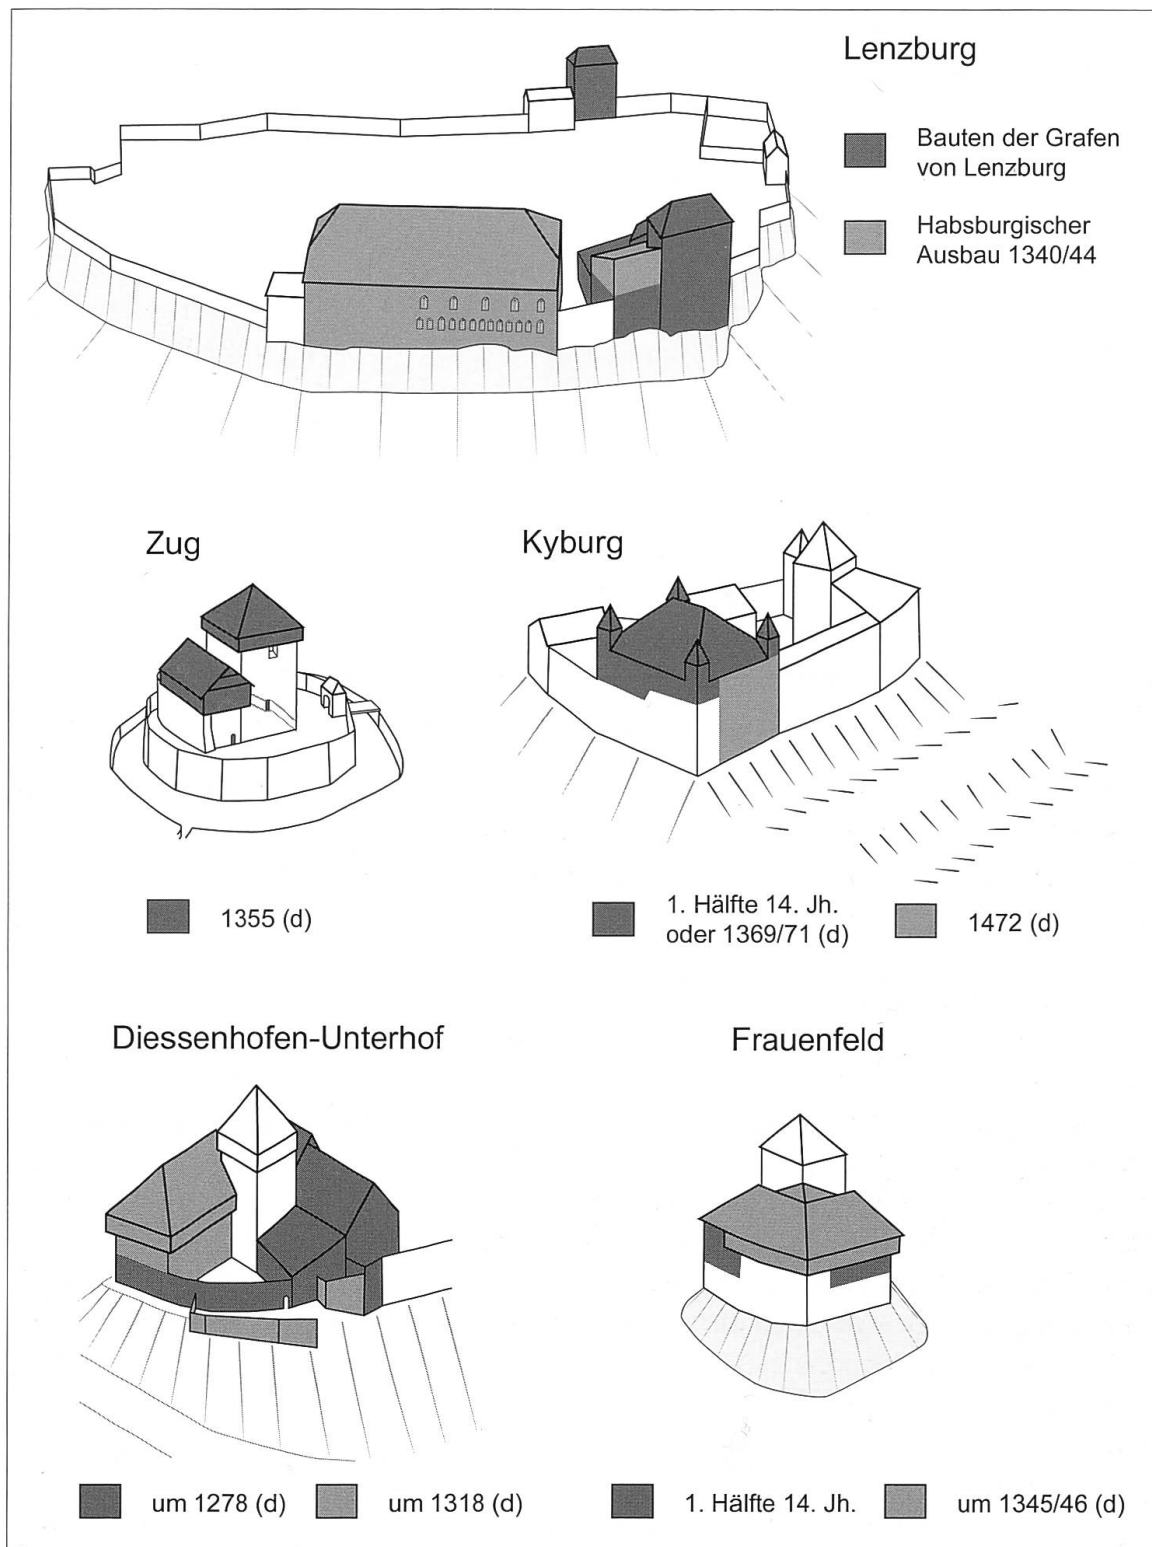 Lenzburg
Bauten der Grafen
von Lenzburg
Habsburgischer
Ausbau 1340/44
Zug
Kyburg
1355 (d)
1. Hälfte 14. Jh.
oder 1369/71 (d)
1472 (d)
Diessenhofen-Unterhof
Frauenfeld
um 1278 (d)
um 1318 (d)
1. Hälfte 14. Jh.
um 1345/46 (d)